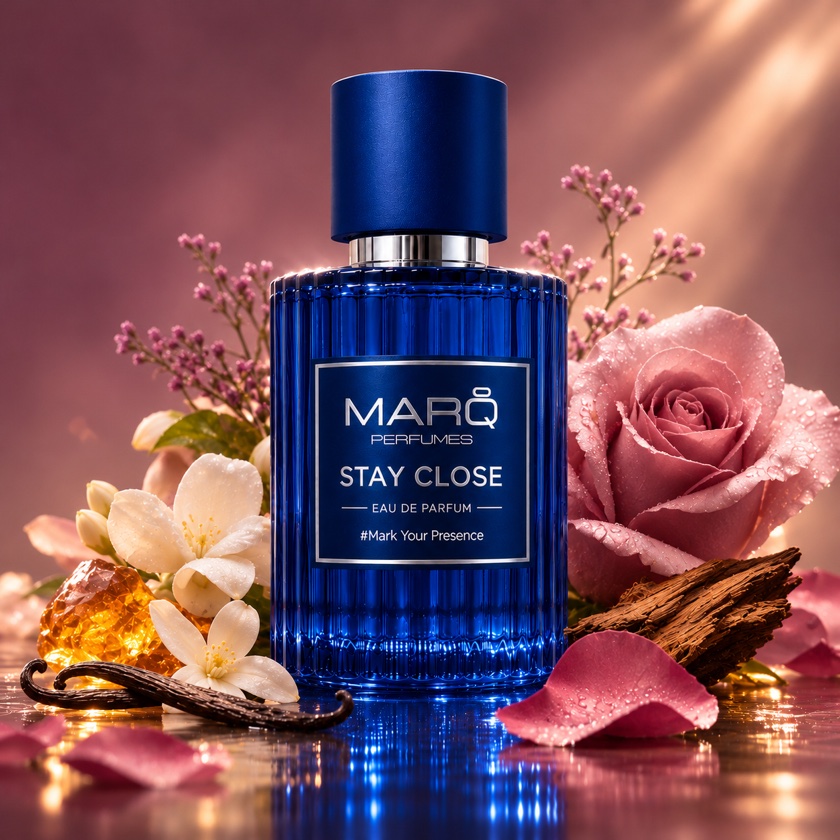 MARQ
PERFUMES
STAY CLOSE
EAU DE PARFUM
#Mark Your Presence